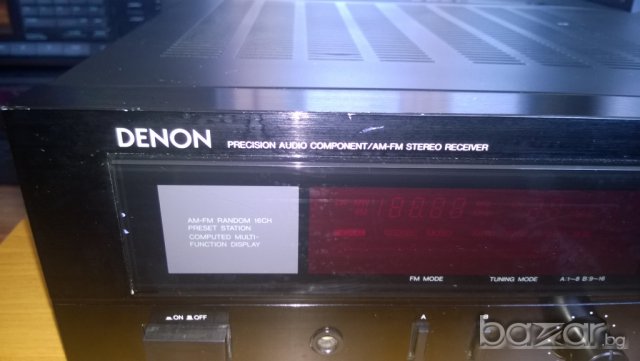 DENON PRECISION AUDIO COMPONENT/AM-FM STEREO RECEIVER
AM-FM RANDOM 16CH
PRESET STATION
COMPUTED MULTI-
FUNCTION DISPLAY
FM MODE TUNING MODE A:1~8 B:9~16
ON OFF A
bazar.bg